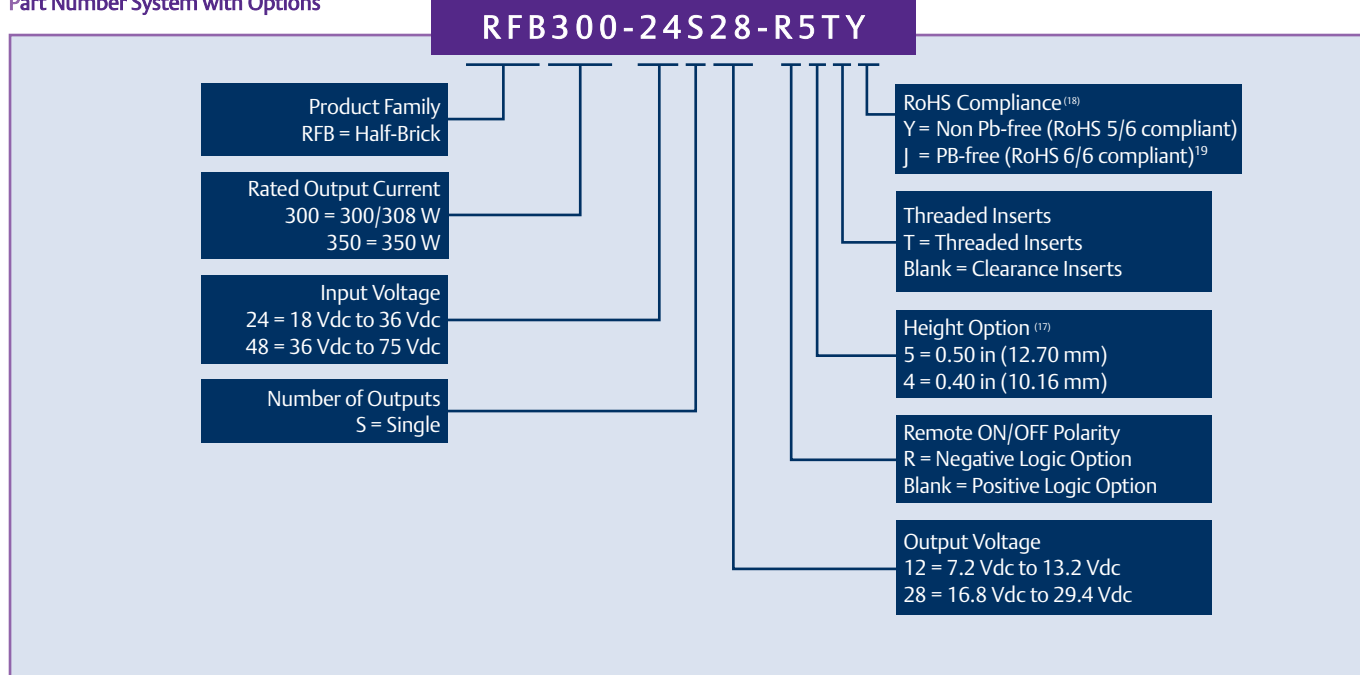 Part Number System with Options
RFB300-24S28-R5TY
Product Family
RFB = Half-Brick
Rated Output Current
300 = 300/308 W
350 = 350 W
Input Voltage
24 = 18 Vdc to 36 Vdc
48 = 36 Vdc to 75 Vdc
Number of Outputs
S = Single
RoHS Compliance (18)
Y = Non Pb-free (RoHS 5/6 compliant)
J = PB-free (RoHS 6/6 compliant)19
Threaded Inserts
T = Threaded Inserts
Blank = Clearance Inserts
Height Option (17)
5 = 0.50 in (12.70 mm)
4 = 0.40 in (10.16 mm)
Remote ON/OFF Polarity
R = Negative Logic Option
Blank = Positive Logic Option
Output Voltage
12 = 7.2 Vdc to 13.2 Vdc
28 = 16.8 Vdc to 29.4 Vdc